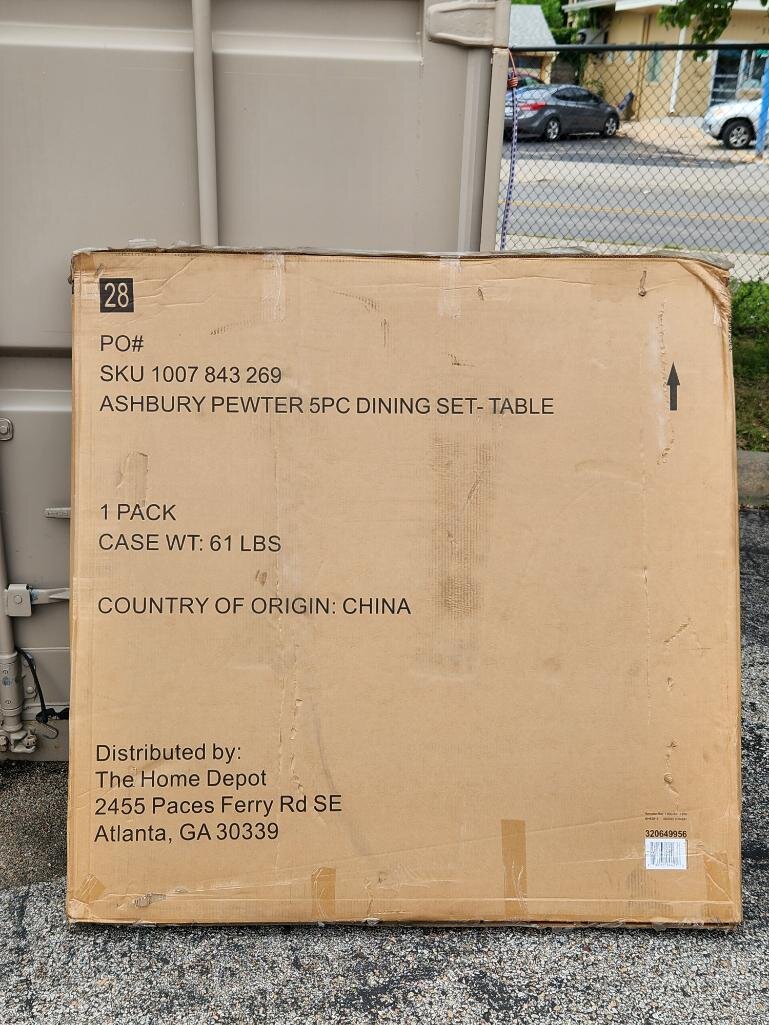 28
PO#
SKU 1007 843 269
ASHBURY PEWTER 5PC DINING SET- TABLE
1 PACK
CASE WT: 61 LBS
COUNTRY OF ORIGIN: CHINA
Distributed by:
The Home Depot
2455 Paces Ferry Rd SE
Atlanta, GA 30339
320649956